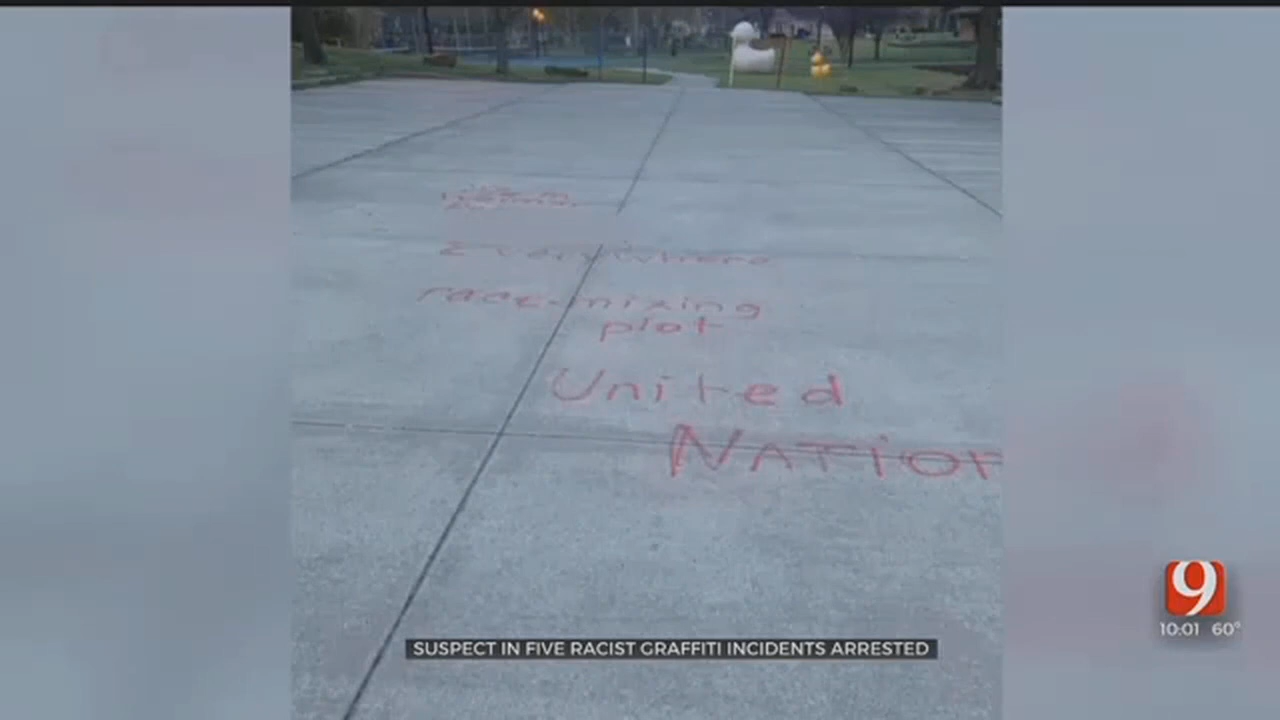 Everywhere
race-mixing
plot
United
NATION
SUSPECT IN FIVE RACIST GRAFFITI INCIDENTS ARRESTED
9
10:01 60°